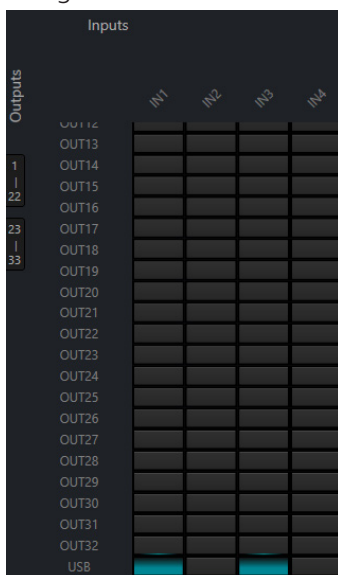 Inputs
Outputs
IN1 IN2 IN3 IN4
OUT12
OUT13
1 OUT14
| OUT15
22 OUT16
23 OUT17
| OUT18
33 OUT19
OUT20
OUT21
OUT22
OUT23
OUT24
OUT25
OUT26
OUT27
OUT28
OUT29
OUT30
OUT31
OUT32
USB